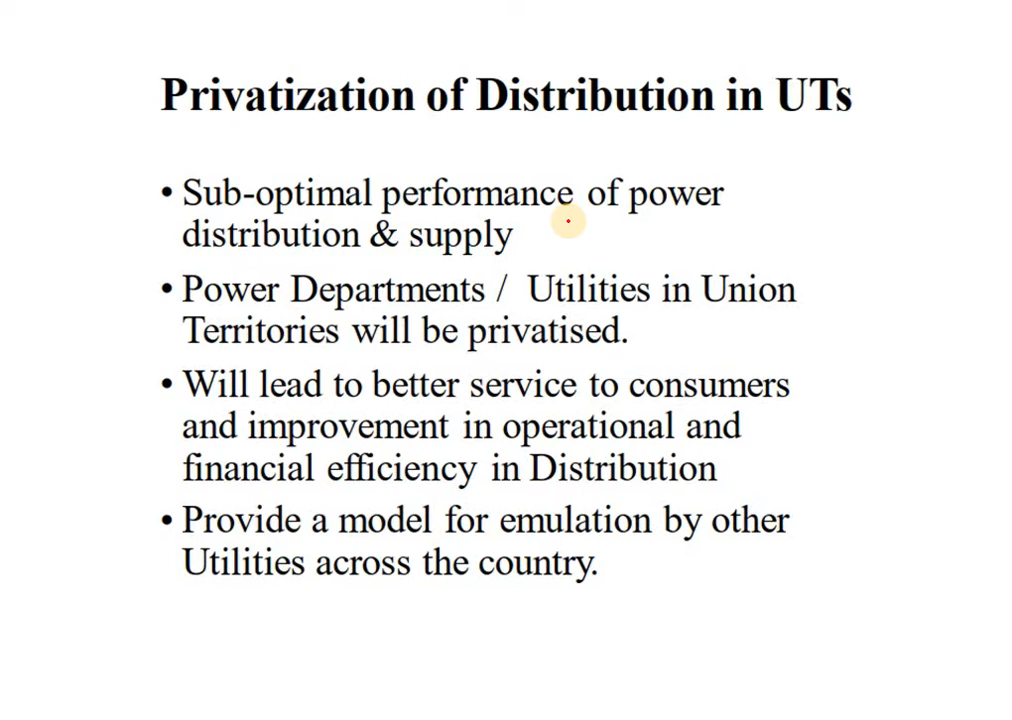 Privatization of Distribution in UTs
• Sub-optimal performance of power
distribution & supply
• Power Departments / Utilities in Union
Territories will be privatised.
• Will lead to better service to consumers
and improvement in operational and
financial efficiency in Distribution
• Provide a model for emulation by other
Utilities across the country.